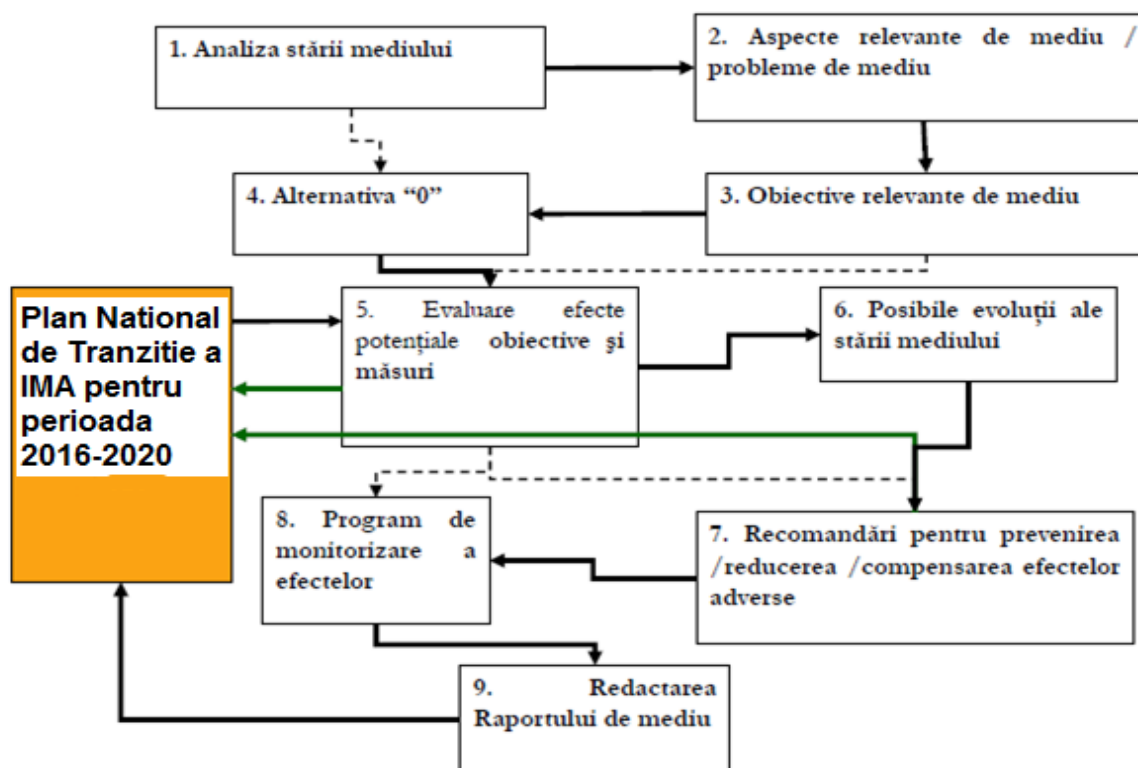 1. Analiza stării mediului
2. Aspecte relevante de mediu /
probleme de mediu
4. Alternativa “0”
3. Obiective relevante de mediu
Plan National
de Tranzitie a
IMA pentru
perioada
2016-2020
5. Evaluare efecte
potențiale obiective şi
măsuri
6. Posibile evoluţii ale
stării mediului
8. Program de
monitorizare a
efectelor
7. Recomandări pentru prevenirea
/reducerea /compensarea efectelor
adverse
9. Redactarea
Raportului de mediu